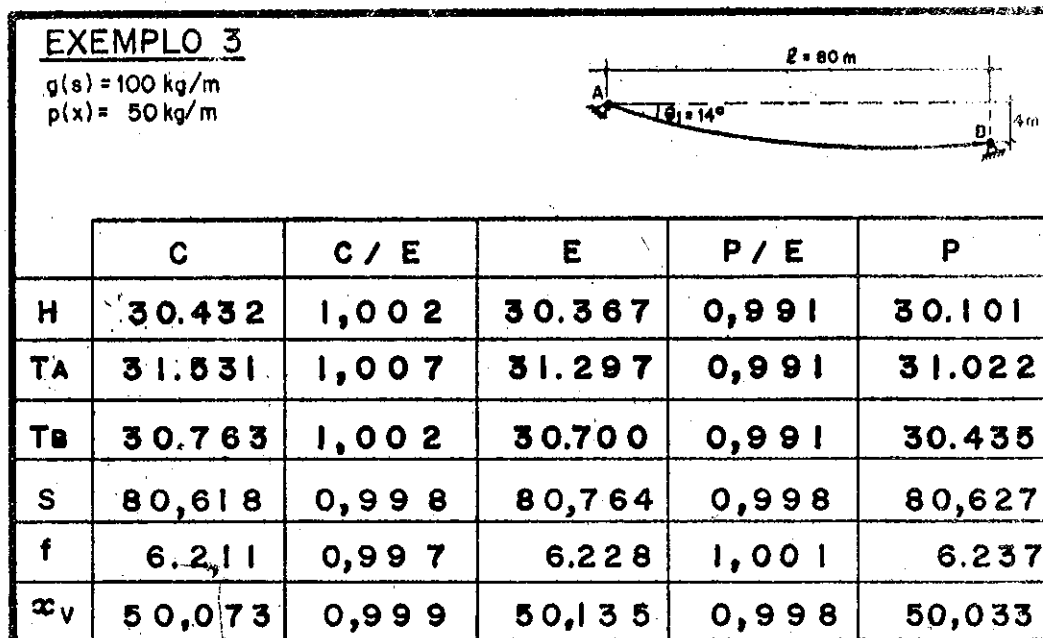 EXEMPLO 3
g(s) = 100 kg/m
p(x) = 50 kg/m
ℓ = 80 m
A
θ₁ = 14°
4m
B
C C / E E P / E P
H 30.432 1,002 30.367 0,991 30.101
TA 31.531 1,007 31.297 0,991 31.022
TB 30.763 1,002 30.700 0,991 30.435
S 80,618 0,998 80,764 0,998 80,627
f 6.211 0,997 6.228 1,001 6.237
xv 50,073 0,999 50,135 0,998 50,033